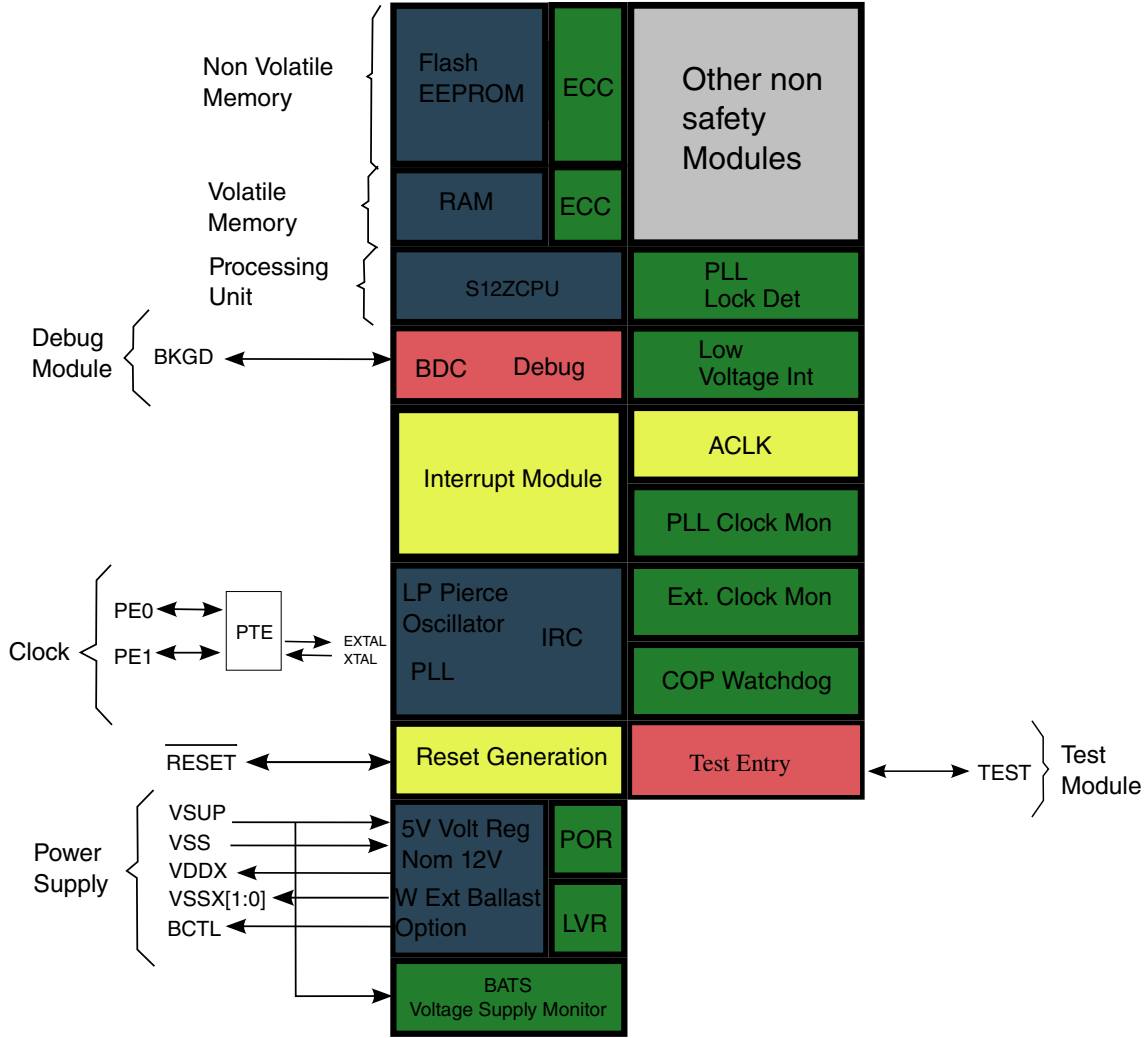 Non Volatile
Memory
Flash
EEPROM
ECC
Other non
safety
Modules
Volatile
Memory
RAM
ECC
Processing
Unit
S12ZCPU
PLL
Lock Det
Debug
Module
BKGD
BDC
Debug
Low
Voltage Int
Interrupt Module
ACLK
PLL Clock Mon
Clock
PE0
PE1
PTE
EXTAL
XTAL
LP Pierce
Oscillator
IRC
PLL
Ext. Clock Mon
COP Watchdog
RESET
Reset Generation
Test Entry
TEST
Test
Module
Power
Supply
VSUP
VSS
VDDX
VSSX[1:0]
BCTL
5V Volt Reg
Nom 12V
W Ext Ballast
Option
POR
LVR
BATS
Voltage Supply Monitor